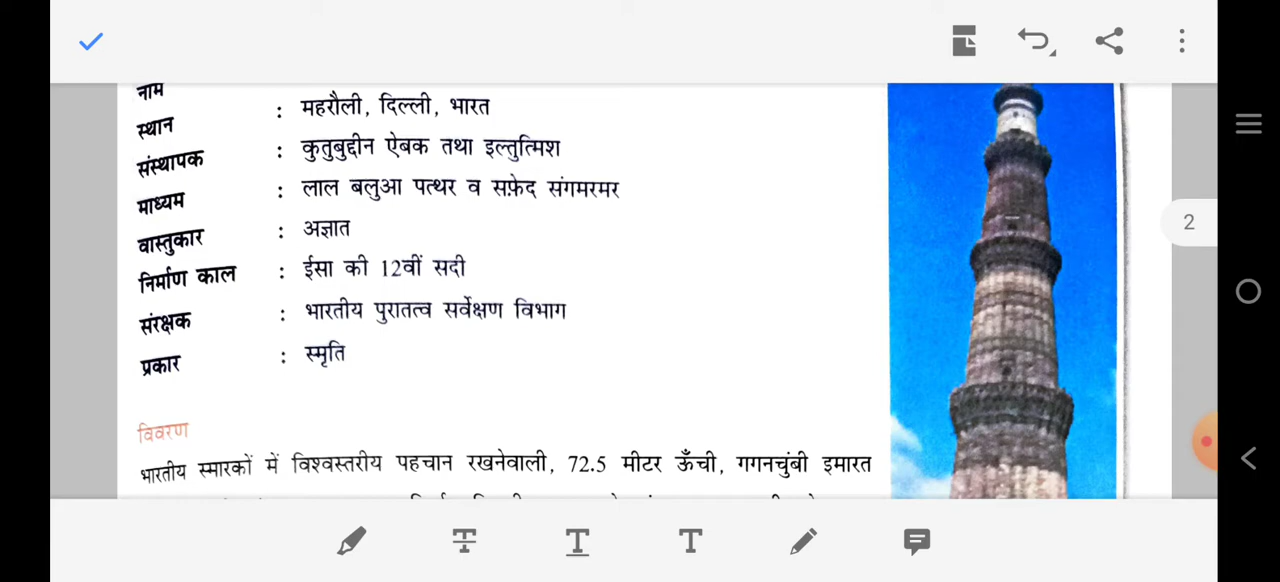 नाम
स्थान : महरौली, दिल्ली, भारत
संस्थापक : कुतुबुद्दीन ऐबक तथा इल्तुत्मिश
माध्यम : लाल बलुआ पत्थर व सफ़ेद संगमरमर
वास्तुकार : अज्ञात
निर्माण काल : ईसा की 12वीं सदी
संरक्षक : भारतीय पुरातत्व सर्वेक्षण विभाग
प्रकार : स्मृति
2
विवरण
भारतीय स्मारकों में विश्वस्तरीय पहचान रखनेवाली, 72.5 मीटर ऊँची, गगनचुंबी इमारत
T T T